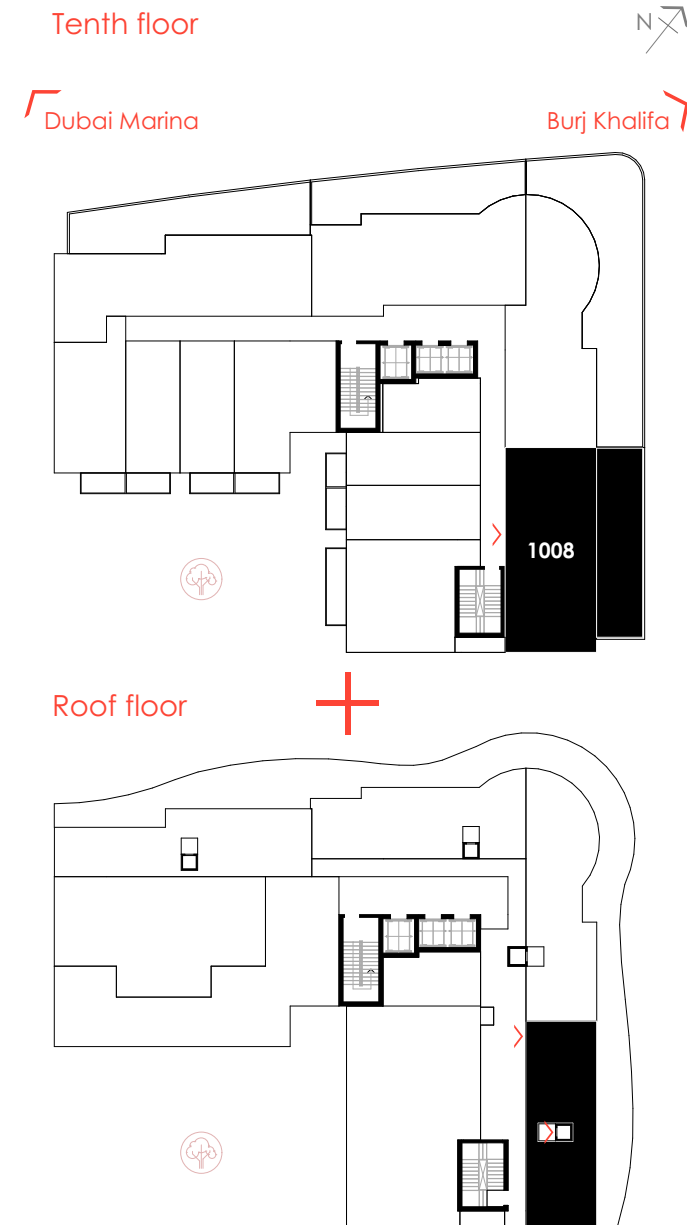 Tenth floor
N
Dubai Marina
Burj Khalifa
1008
Roof floor